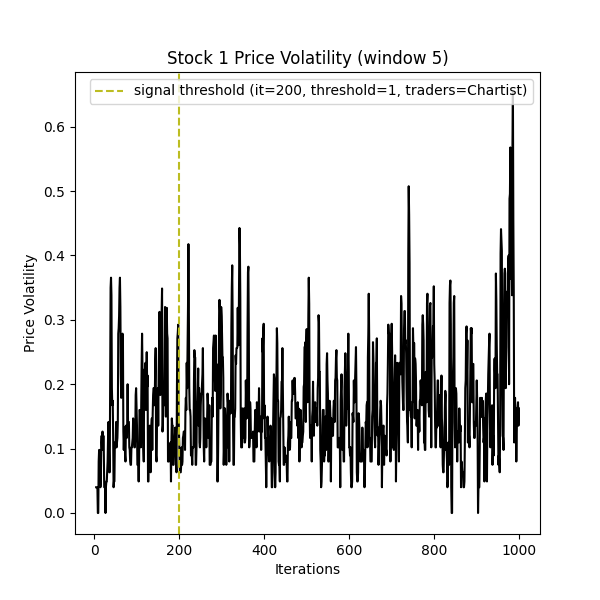 Stock 1 Price Volatility (window 5)
signal threshold (it=200, threshold=1, traders=Chartist)
0.6
0.5
0.4
0.3
0.2
0.1
0.0
Price Volatility
0 200 400 600 800 1000
Iterations